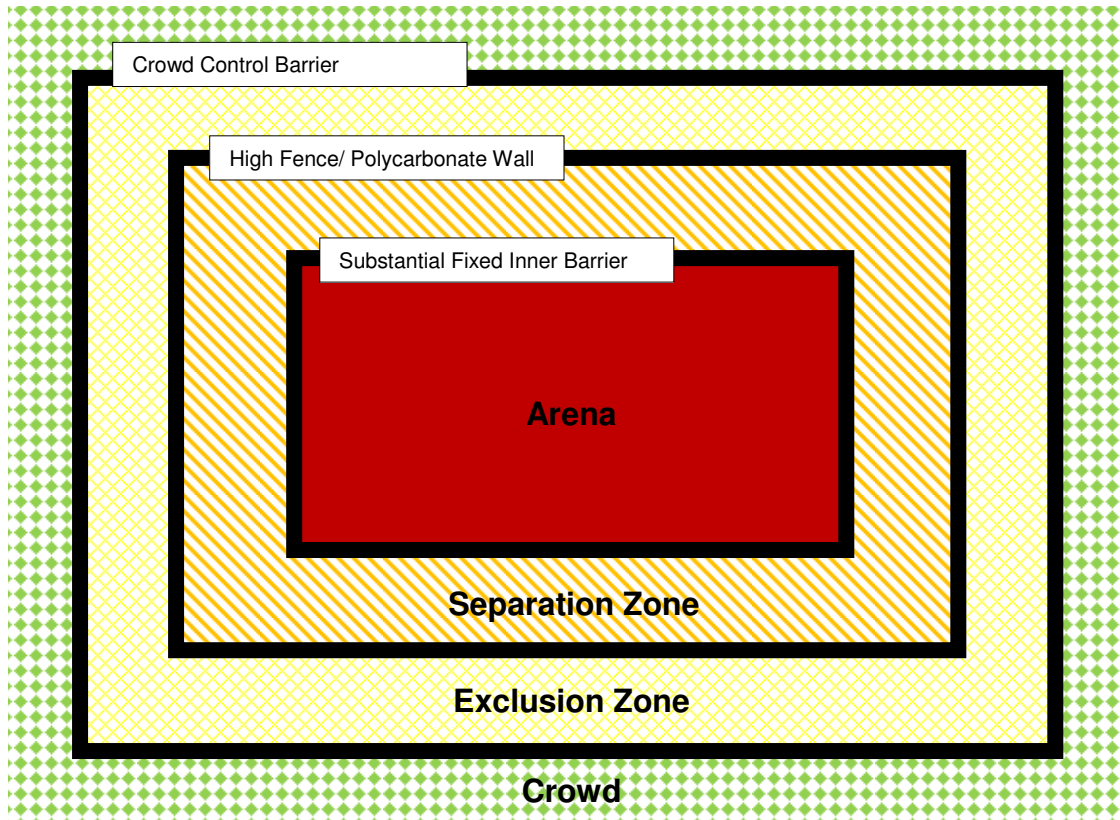 Crowd Control Barrier
High Fence/ Polycarbonate Wall
Substantial Fixed Inner Barrier
Arena
Separation Zone
Exclusion Zone
Crowd